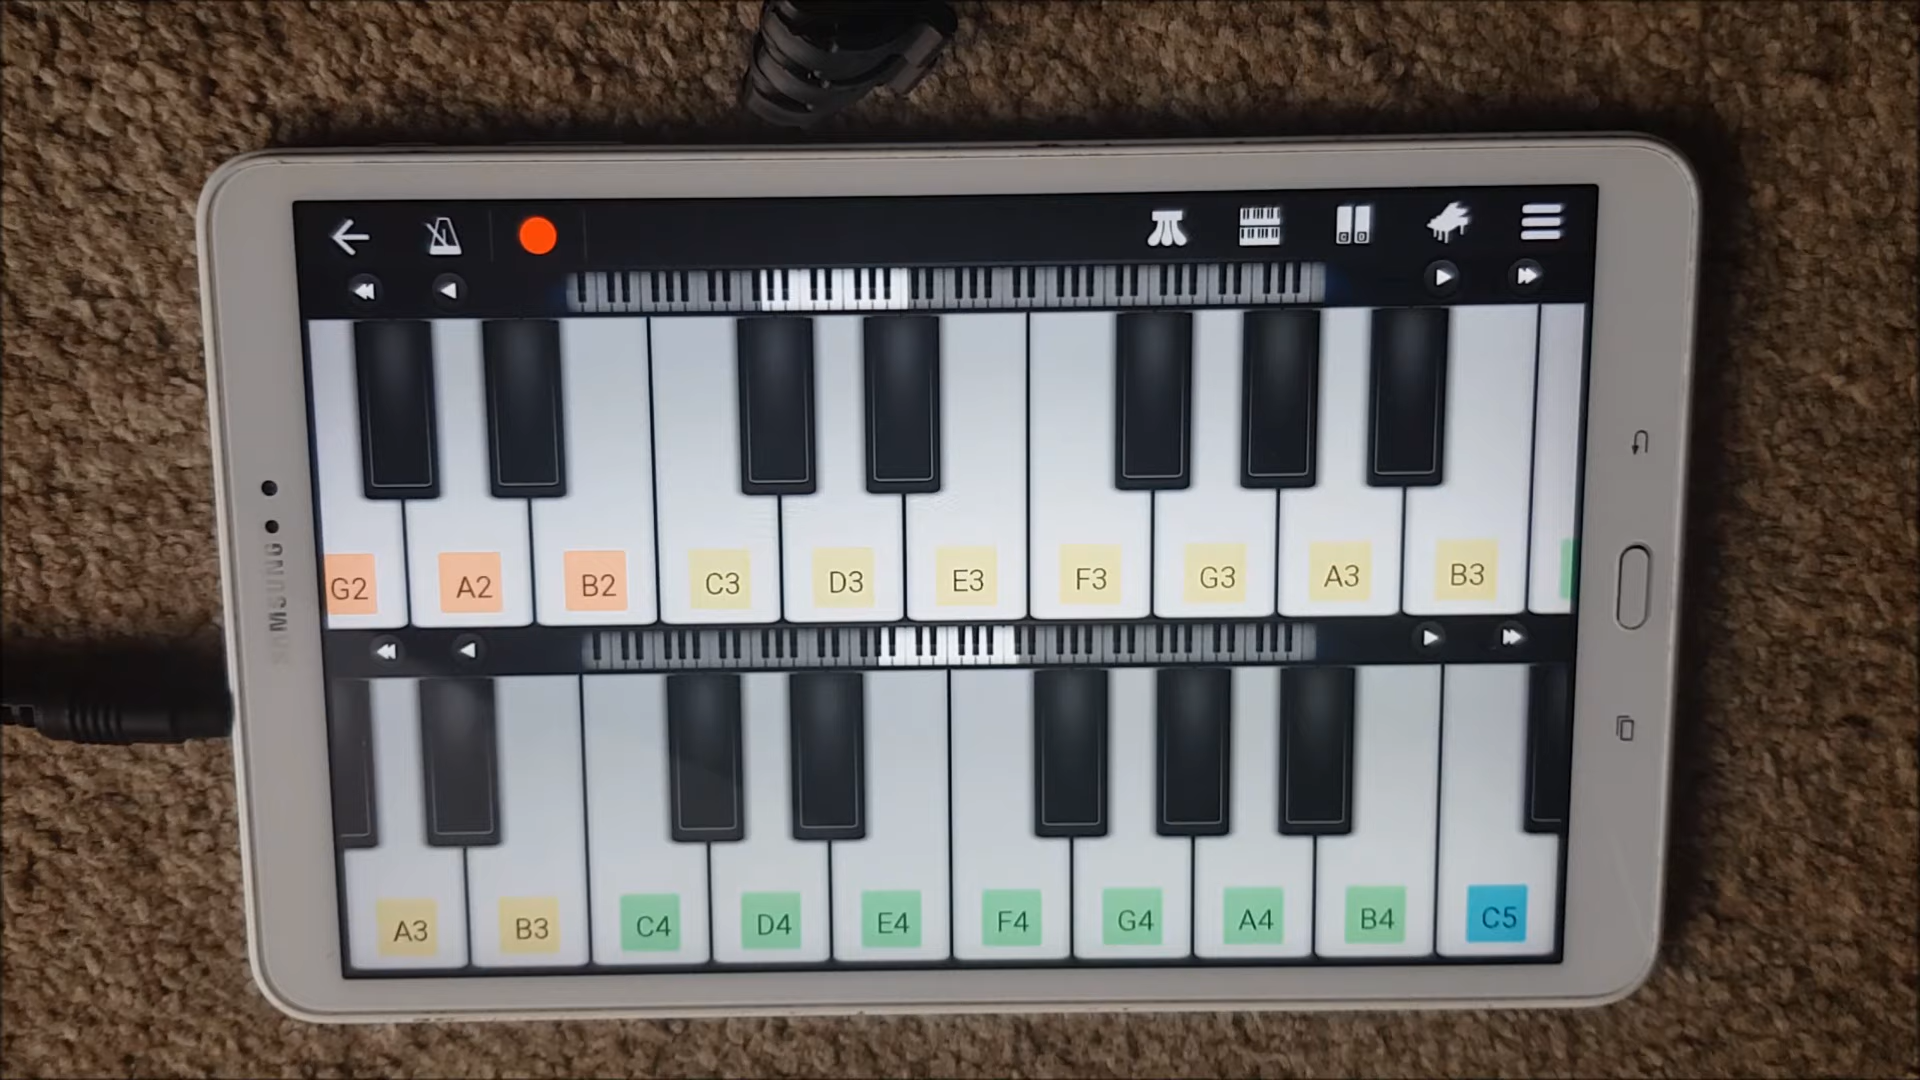 SAMSUNG
G2 A2 B2 C3 D3 E3 F3 G3 A3 B3
A3 B3 C4 D4 E4 F4 G4 A4 B4 C5